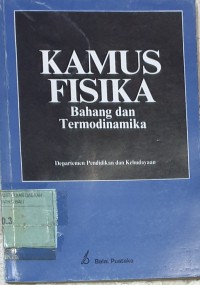 KAMUS
FISIKA
Bahang dan
Termodinamika
Departemen Pendidikan dan Kebudayaan
Balai Pustaka